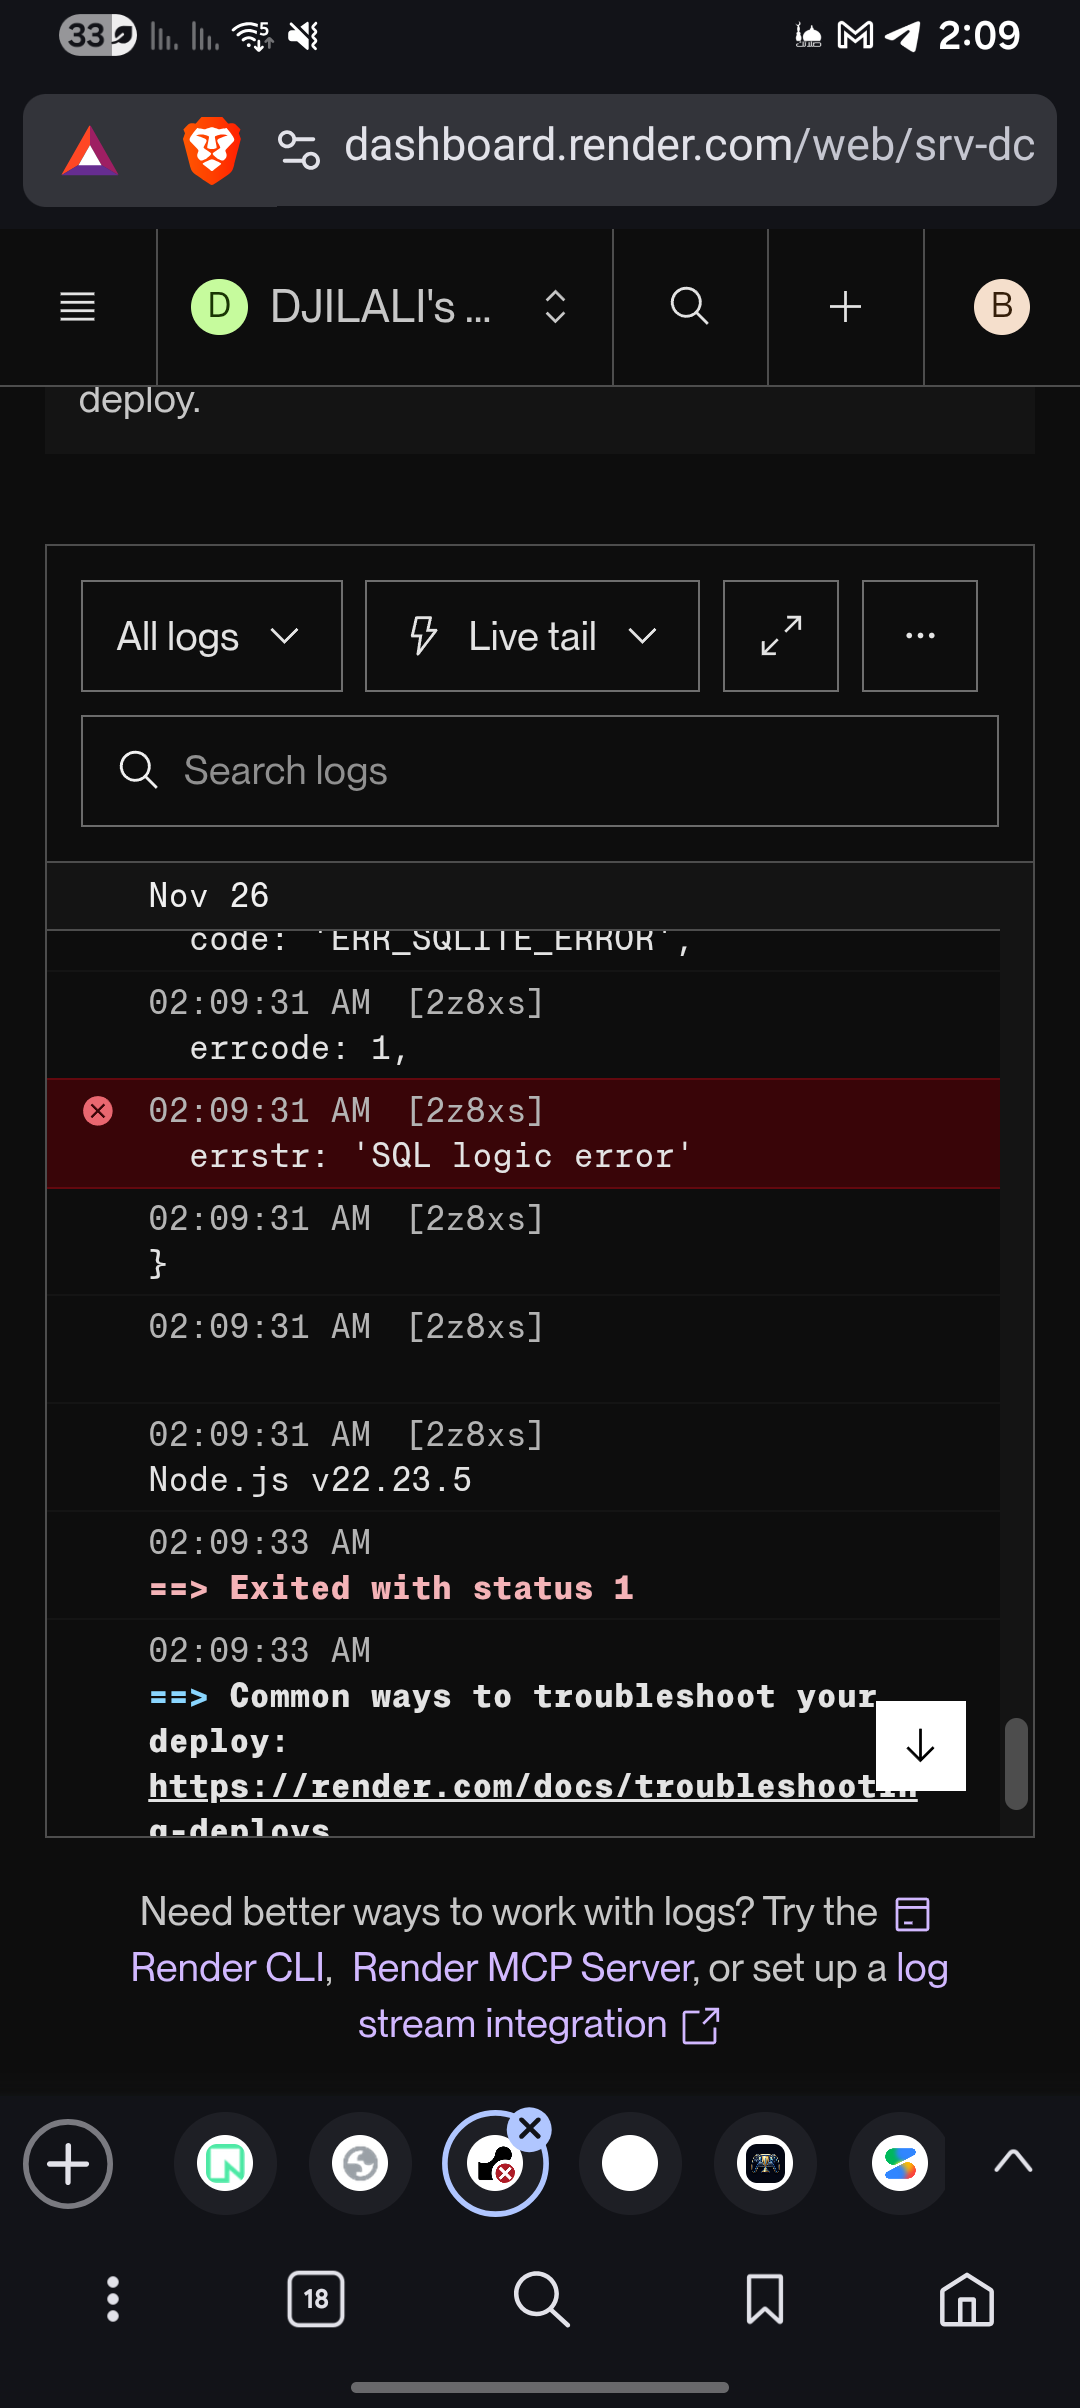 33
5
2:09
dashboard.render.com/web/srv-dc
D
DJILALI's ...
B
deploy.
All logs
Live tail
Search logs
Nov 26
code: 'ERR_SQLITE_ERROR',
02:09:31 AM [2z8xs]
errcode: 1,
02:09:31 AM [2z8xs]
errstr: 'SQL logic error'
02:09:31 AM [2z8xs]
}
02:09:31 AM [2z8xs]
02:09:31 AM [2z8xs]
Node.js v22.23.5
02:09:33 AM
==> Exited with status 1
02:09:33 AM
==> Common ways to troubleshoot your
deploy:
https://render.com/docs/troubleshootin
g-deploys
Need better ways to work with logs? Try the
Render CLI, Render MCP Server, or set up a log
stream integration
18